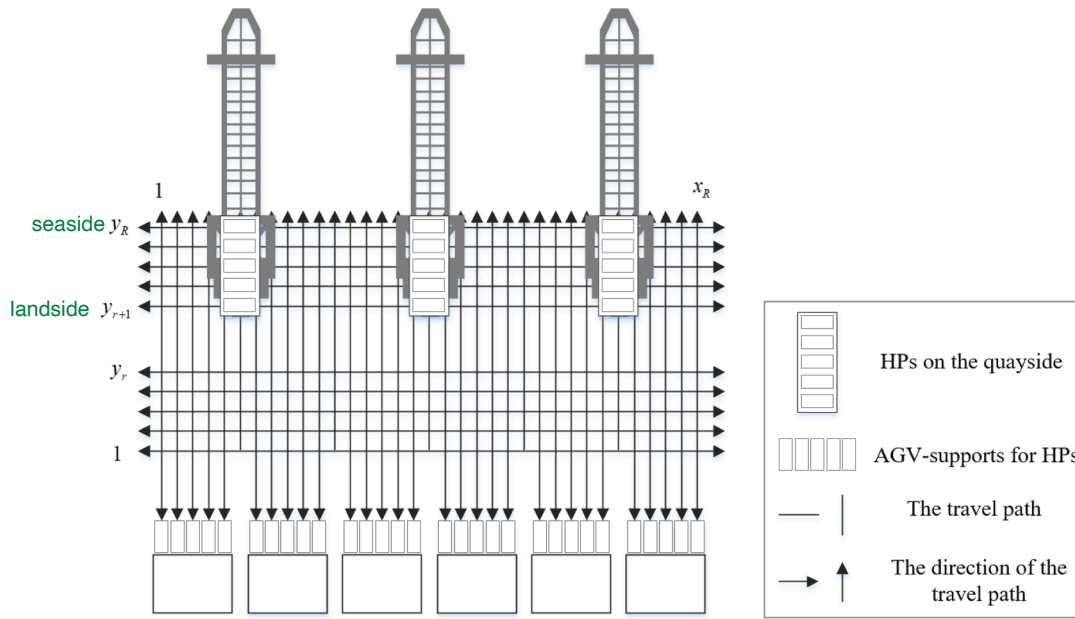 1
x_R
seaside y_R
landside y_{r+1}
y_r
1
HPs on the quayside
AGV-supports for HPs
The travel path
The direction of the
travel path